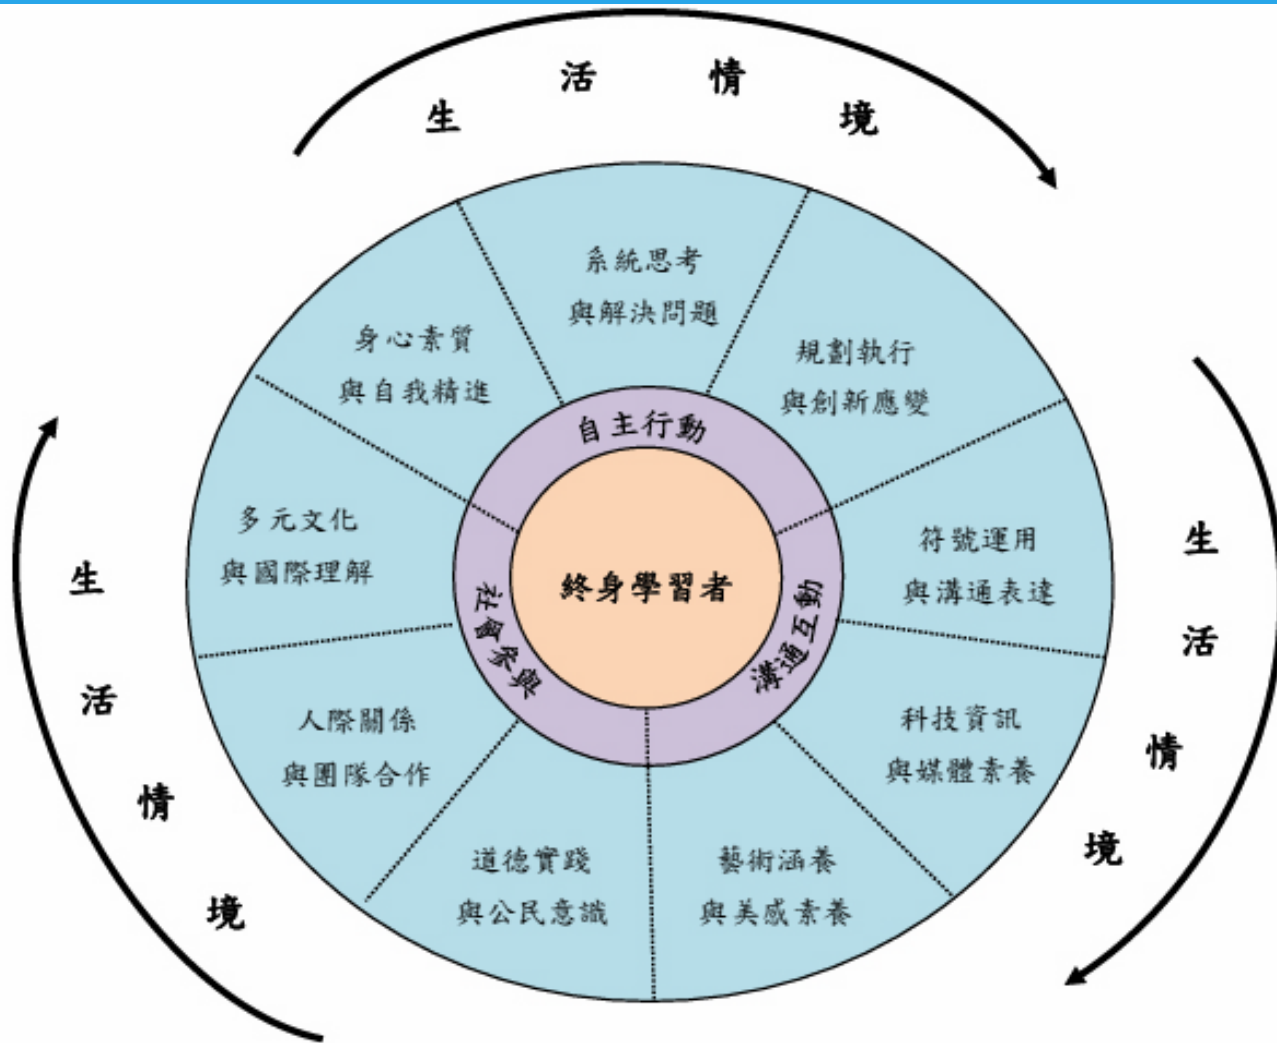 生活情境
系統思考
與解決問題
規劃執行
與創新應變
符號運用
與溝通表達
科技資訊
與媒體素養
藝術涵養
與美感素養
道德實踐
與公民意識
人際關係
與團隊合作
多元文化
與國際理解
身心素質
與自我精進
自主行動
溝通互動
社會參與
終身學習者
生活情境
生活情境